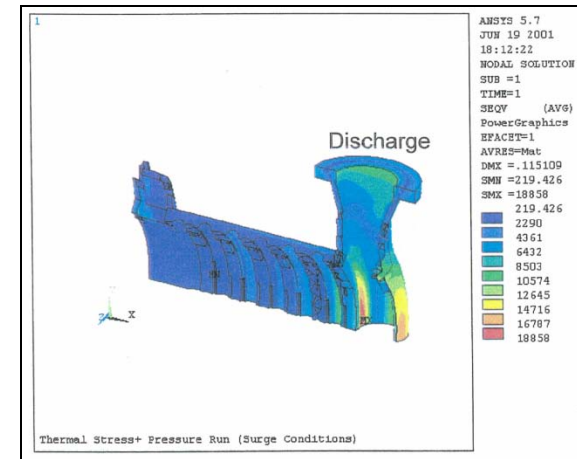 1
ANSYS 5.7
JUN 19 2001
18:12:22
NODAL SOLUTION
SUB =1
TIME=1
SEQV (AVG)
PowerGraphics
EFACET=1
AVRES=Mat
DMX =.115109
SMN =219.426
SMX =18858
219.426
2290
4361
6432
8503
10574
12645
14716
16787
18858
Discharge
Z X
Thermal Stress+ Pressure Run (Surge Conditions)